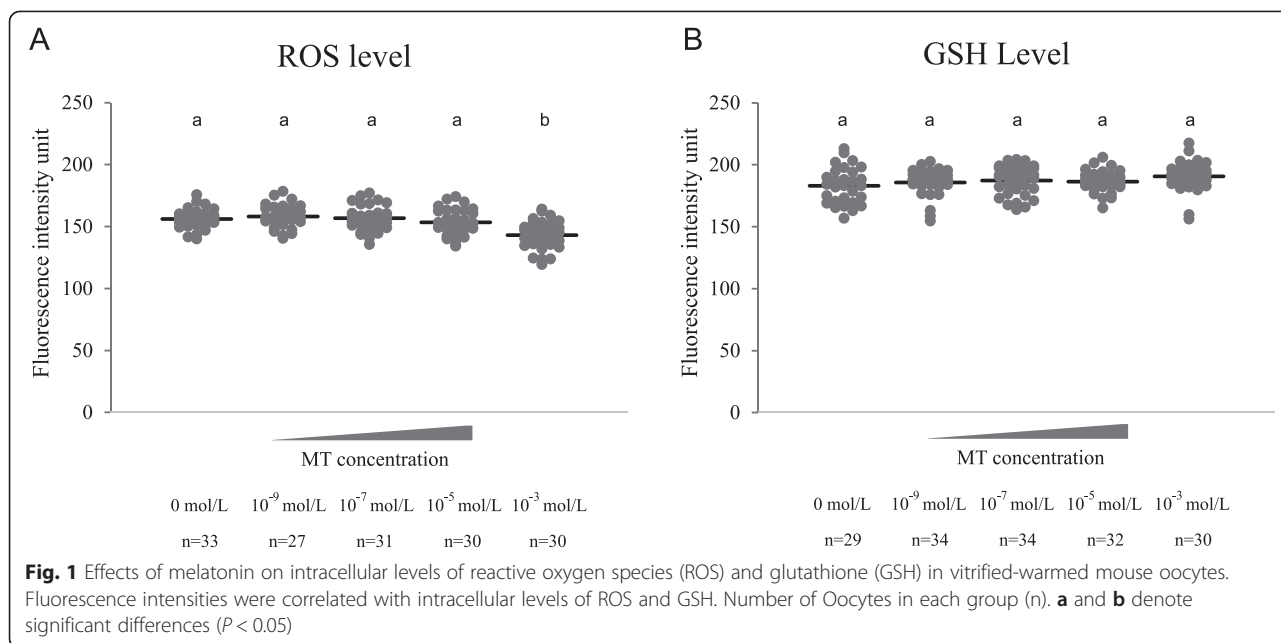 A
ROS level
Fluorescence intensity unit
250
200
150
100
50
0
a a a a b
MT concentration
0 mol/L 10⁻⁹ mol/L 10⁻⁷ mol/L 10⁻⁵ mol/L 10⁻³ mol/L
n=33 n=27 n=31 n=30 n=30
B
GSH Level
Fluorescence intensity unit
250
200
150
100
50
0
a a a a a
MT concentration
0 mol/L 10⁻⁹ mol/L 10⁻⁷ mol/L 10⁻⁵ mol/L 10⁻³ mol/L
n=29 n=34 n=34 n=32 n=30
Fig. 1 Effects of melatonin on intracellular levels of reactive oxygen species (ROS) and glutathione (GSH) in vitrified-warmed mouse oocytes.
Fluorescence intensities were correlated with intracellular levels of ROS and GSH. Number of Oocytes in each group (n). a and b denote
significant differences (P < 0.05)